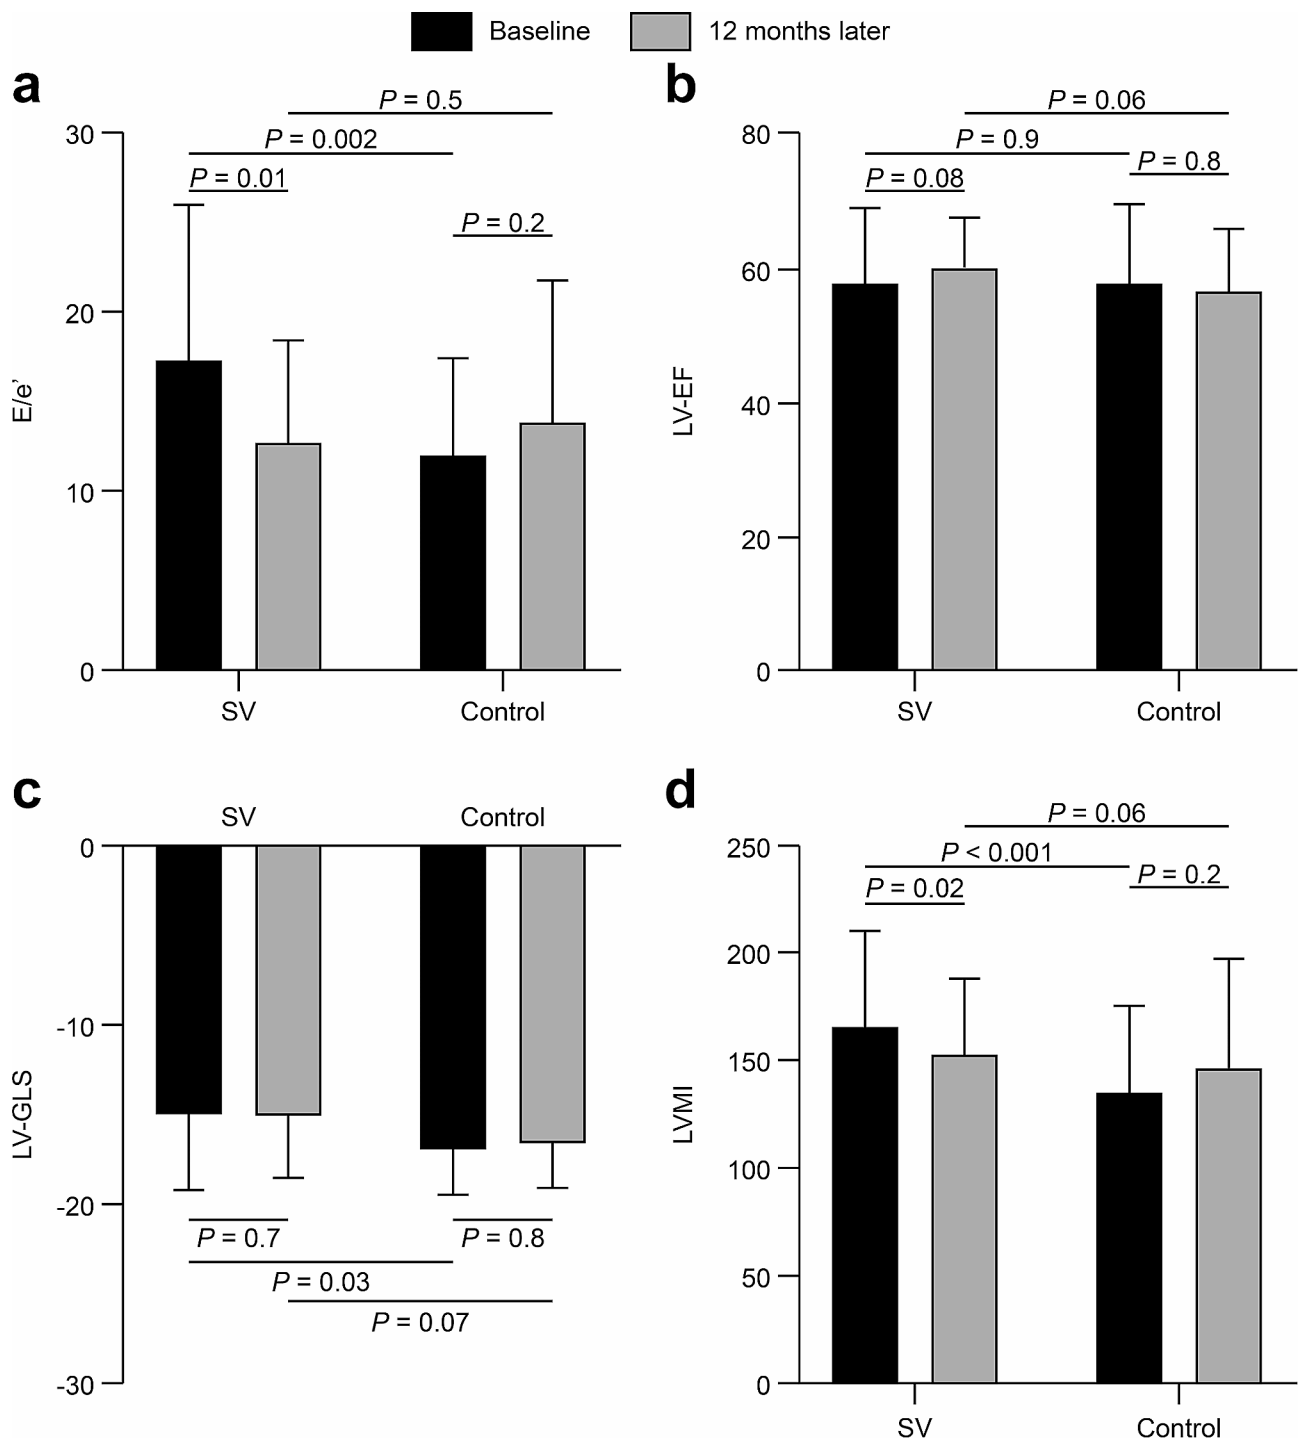 Baseline 12 months later
a
P = 0.5
P = 0.002
P = 0.01
P = 0.2
30
20
10
0
E/e’
SV Control
b
P = 0.06
P = 0.9
P = 0.8
P = 0.08
80
60
40
20
0
LV-EF
SV Control
c
SV Control
0
-10
-20
-30
LV-GLS
P = 0.7 P = 0.8
P = 0.03
P = 0.07
d
P = 0.06
P < 0.001
P = 0.2
P = 0.02
250
200
150
100
50
0
LVMI
SV Control